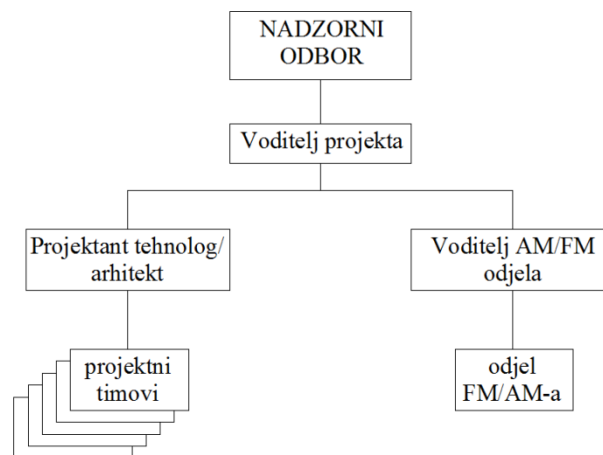 NADZORNI
ODBOR
Voditelj projekta
Projektant tehnolog/
arhitekt
Voditelj AM/FM
odjela
projektni
timovi
odjel
FM/AM-a